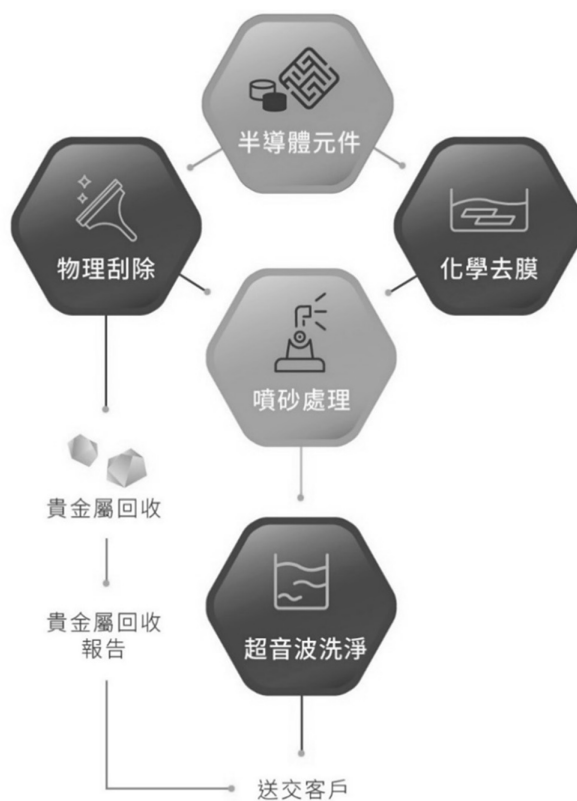 半導體元件
物理刮除
化學去膜
噴砂處理
貴金屬回收
貴金屬回收
報告
超音波洗淨
送交客戶